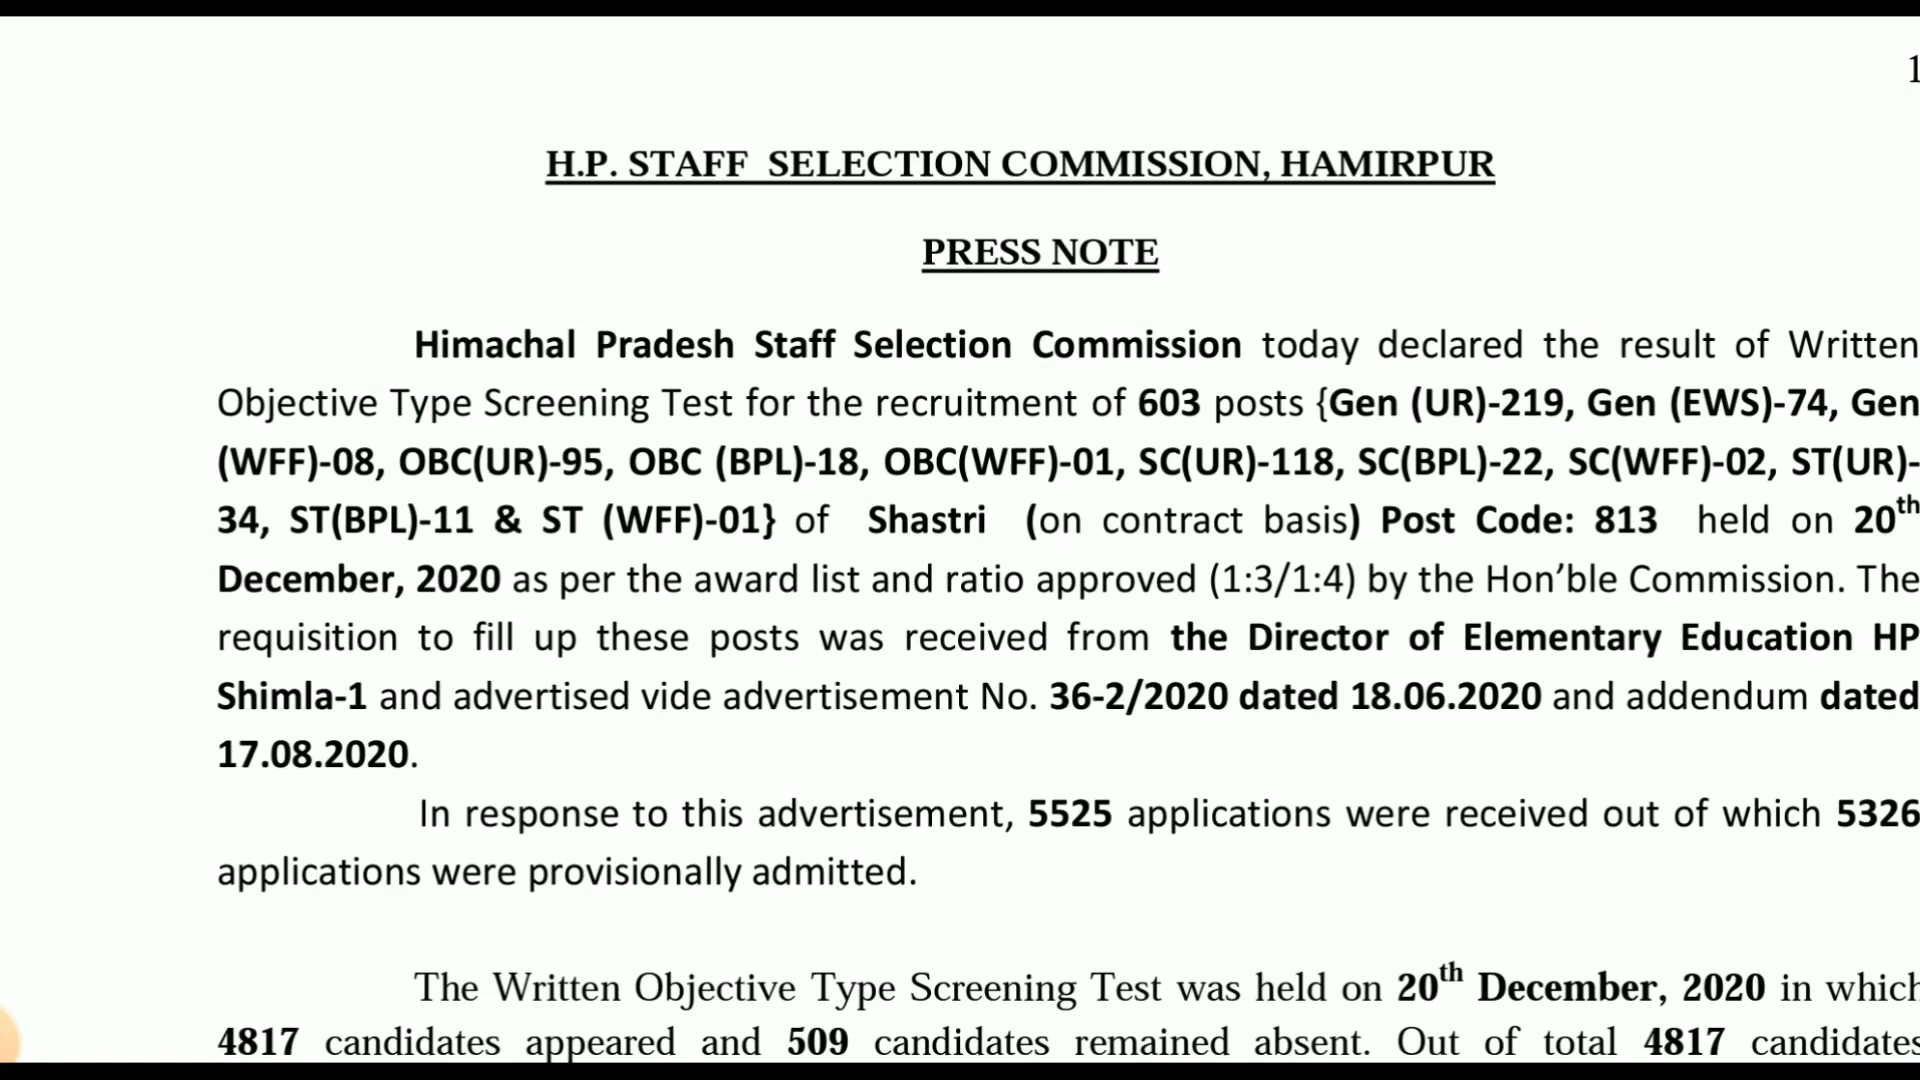 1
H.P. STAFF SELECTION COMMISSION, HAMIRPUR
PRESS NOTE
Himachal Pradesh Staff Selection Commission today declared the result of Written
Objective Type Screening Test for the recruitment of 603 posts {Gen (UR)-219, Gen (EWS)-74, Gen
(WFF)-08, OBC(UR)-95, OBC (BPL)-18, OBC(WFF)-01, SC(UR)-118, SC(BPL)-22, SC(WFF)-02, ST(UR)-
34, ST(BPL)-11 & ST (WFF)-01} of Shastri (on contract basis) Post Code: 813 held on 20th
December, 2020 as per the award list and ratio approved (1:3/1:4) by the Hon’ble Commission. The
requisition to fill up these posts was received from the Director of Elementary Education HP
Shimla-1 and advertised vide advertisement No. 36-2/2020 dated 18.06.2020 and addendum dated
17.08.2020.
In response to this advertisement, 5525 applications were received out of which 5326
applications were provisionally admitted.
The Written Objective Type Screening Test was held on 20th December, 2020 in which
4817 candidates appeared and 509 candidates remained absent. Out of total 4817 candidates